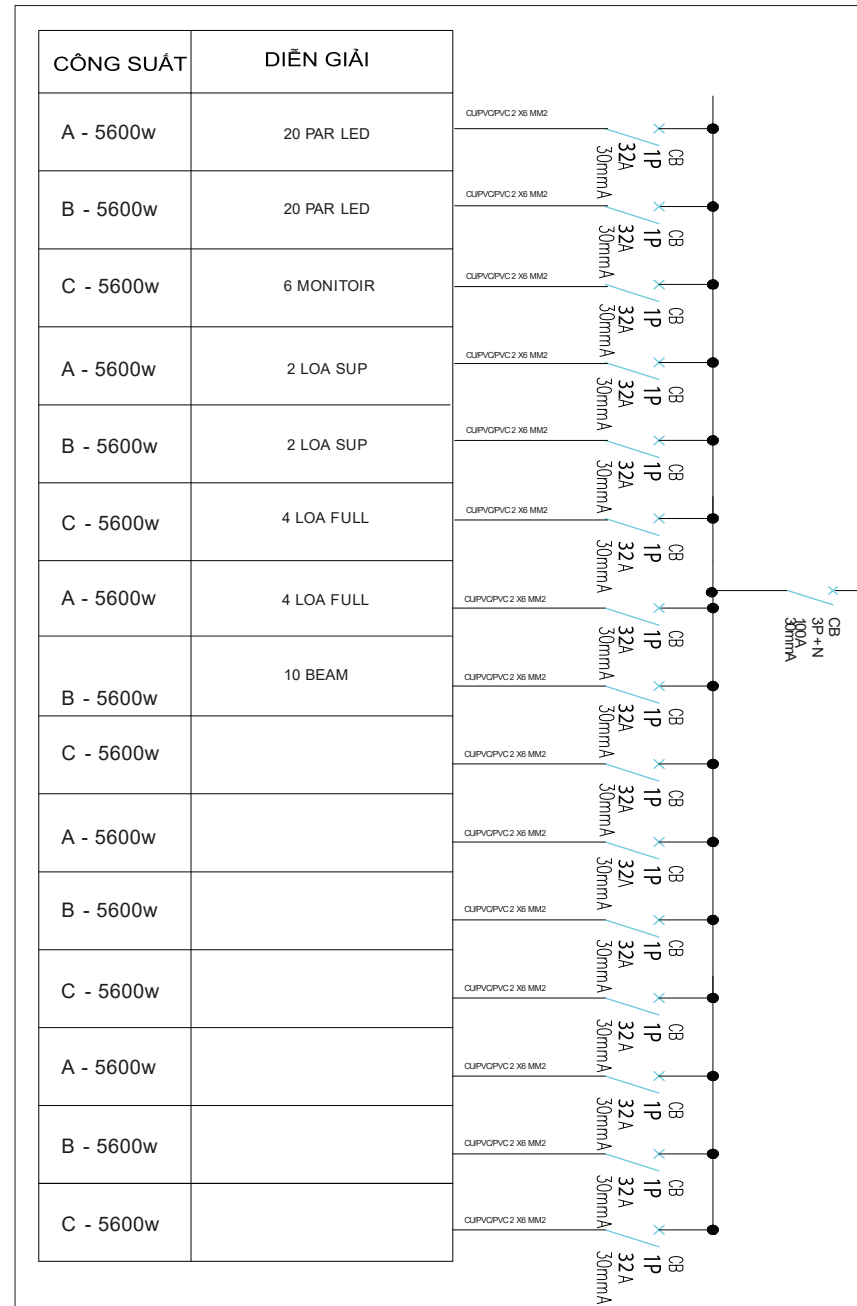 CÔNG SUẤT DIỄN GIẢI
A - 5600w 20 PAR LED CU/PVC/PVC 2 X6 MM2 CB 1P 32A 30mmA
B - 5600w 20 PAR LED CU/PVC/PVC 2 X6 MM2 CB 1P 32A 30mmA
C - 5600w 6 MONITOIR CU/PVC/PVC 2 X6 MM2 CB 1P 32A 30mmA
A - 5600w 2 LOA SUP CU/PVC/PVC 2 X6 MM2 CB 1P 32A 30mmA
B - 5600w 2 LOA SUP CU/PVC/PVC 2 X6 MM2 CB 1P 32A 30mmA
C - 5600w 4 LOA FULL CU/PVC/PVC 2 X6 MM2 CB 1P 32A 30mmA
A - 5600w 4 LOA FULL CU/PVC/PVC 2 X6 MM2 CB 1P 32A 30mmA
CB
3P+N
100A
30mmA
B - 5600w 10 BEAM CU/PVC/PVC 2 X6 MM2 CB 1P 32A 30mmA
C - 5600w CU/PVC/PVC 2 X6 MM2 CB 1P 32A 30mmA
A - 5600w CU/PVC/PVC 2 X6 MM2 CB 1P 32A 30mmA
B - 5600w CU/PVC/PVC 2 X6 MM2 CB 1P 32A 30mmA
C - 5600w CU/PVC/PVC 2 X6 MM2 CB 1P 32A 30mmA
A - 5600w CU/PVC/PVC 2 X6 MM2 CB 1P 32A 30mmA
B - 5600w CU/PVC/PVC 2 X6 MM2 CB 1P 32A 30mmA
C - 5600w CU/PVC/PVC 2 X6 MM2 CB 1P 32A 30mmA